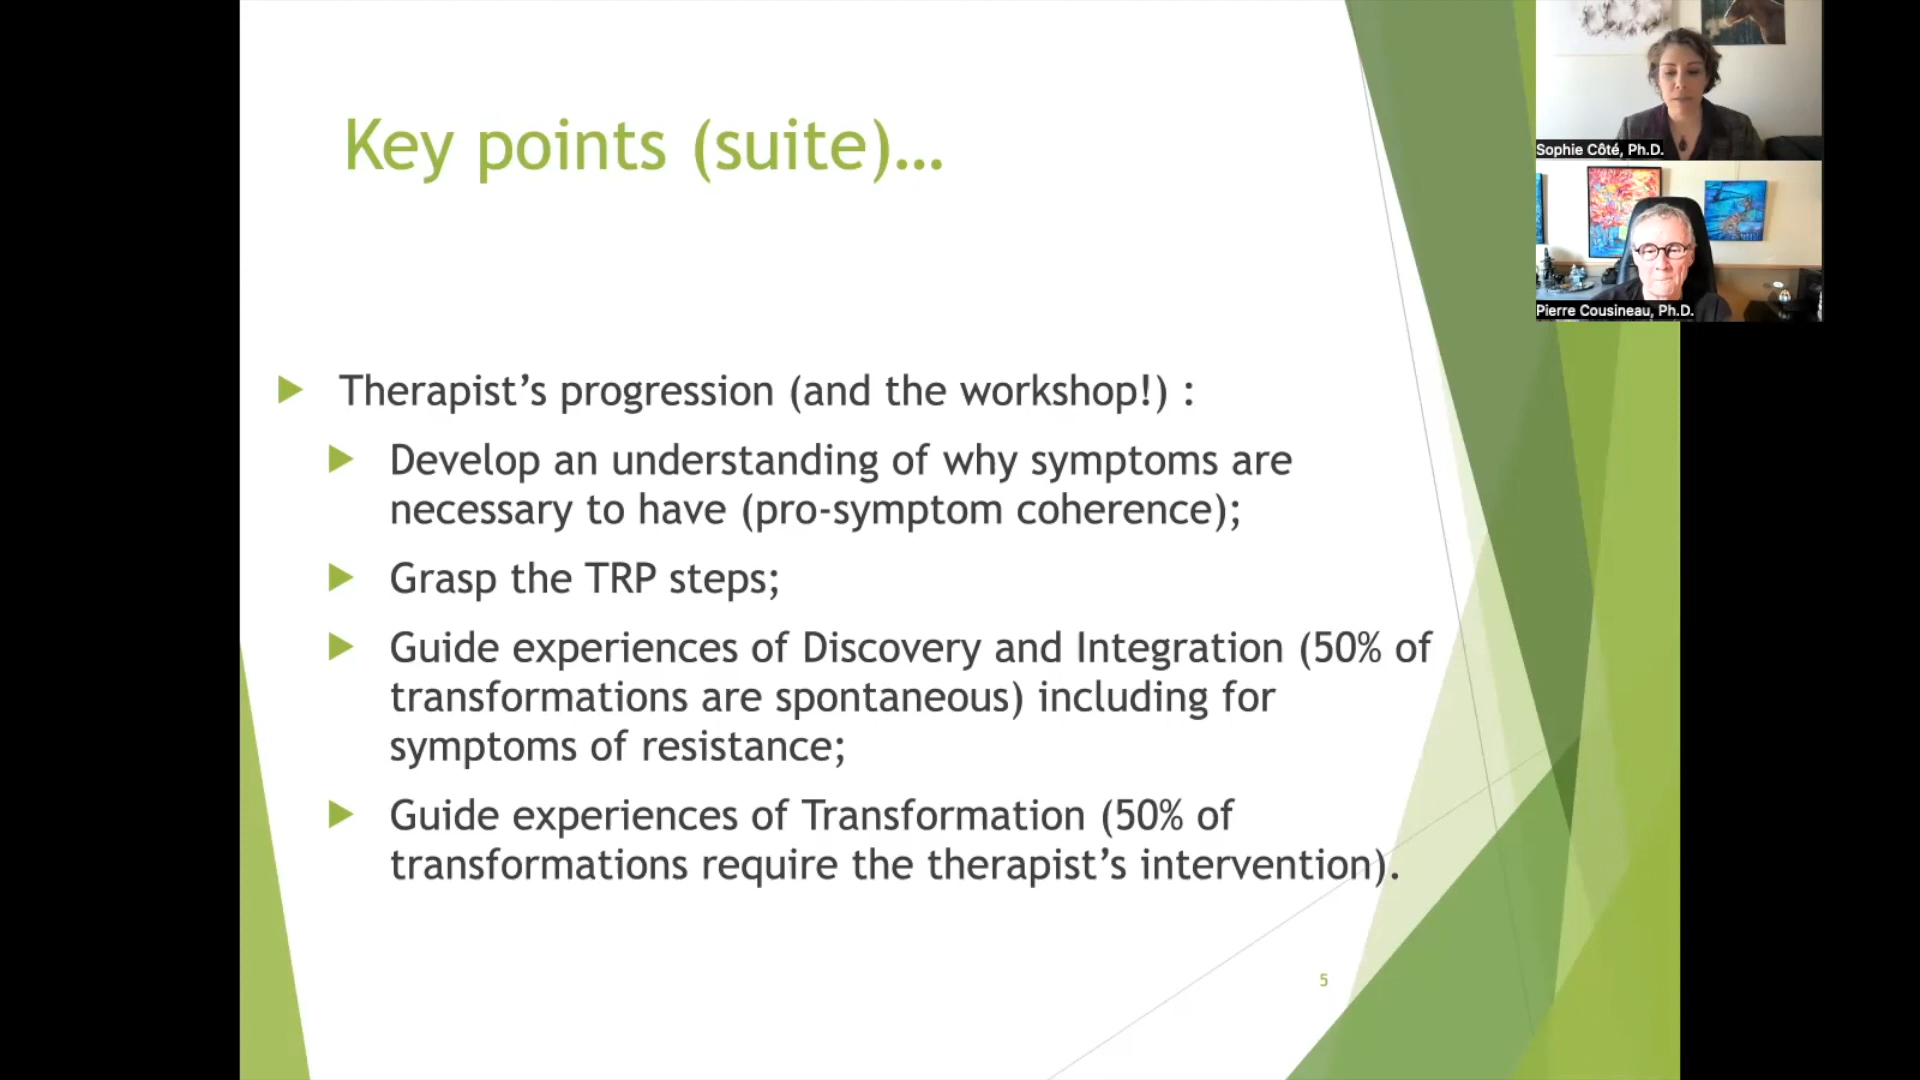 Key points (suite)…
Therapist’s progression (and the workshop!) :
Develop an understanding of why symptoms are
necessary to have (pro-symptom coherence);
Grasp the TRP steps;
Guide experiences of Discovery and Integration (50% of
transformations are spontaneous) including for
symptoms of resistance;
Guide experiences of Transformation (50% of
transformations require the therapist’s intervention).
5
Sophie Côté, Ph.D.
Pierre Cousineau, Ph.D.